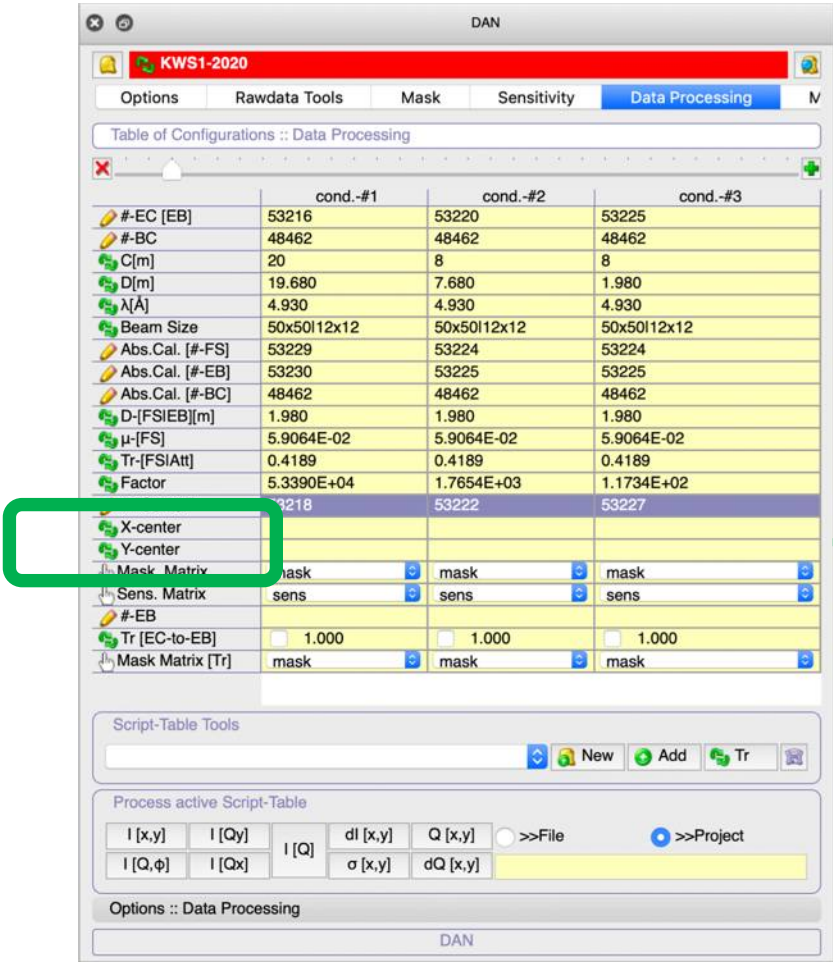 DAN
KWS1-2020
Options Rawdata Tools Mask Sensitivity Data Processing M
Table of Configurations :: Data Processing
cond.-#1 cond.-#2 cond.-#3
#-EC [EB] 53216 53220 53225
#-BC 48462 48462 48462
C[m] 20 8 8
D[m] 19.680 7.680 1.980
λ[Å] 4.930 4.930 4.930
Beam Size 50x50|12x12 50x50|12x12 50x50|12x12
Abs.Cal. [#-FS] 53229 53224 53224
Abs.Cal. [#-EB] 53230 53225 53225
Abs.Cal. [#-BC] 48462 48462 48462
D-[FS|EB][m] 1.980 1.980 1.980
μ-[FS] 5.9064E-02 5.9064E-02 5.9064E-02
Tr-[FS|Att] 0.4189 0.4189 0.4189
Factor 5.3390E+04 1.7654E+03 1.1734E+02
53218 53222 53227
X-center
Y-center
Mask. Matrix mask mask mask
Sens. Matrix sens sens sens
#-EB
Tr [EC-to-EB] 1.000 1.000 1.000
Mask Matrix [Tr] mask mask mask
Script-Table Tools
New Add Tr
Process active Script-Table
I [x,y] I [Qy] I [Q] dI [x,y] Q [x,y] >>File >>Project
I [Q,φ] I [Qx] σ [x,y] dQ [x,y]
Options :: Data Processing
DAN